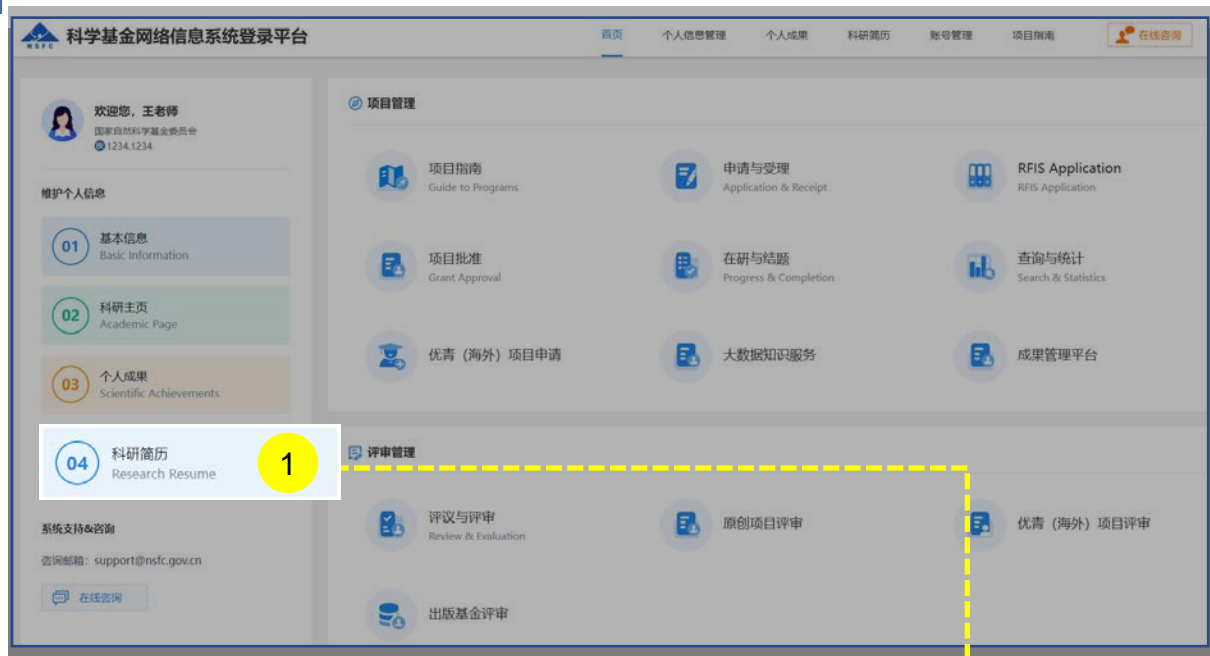 NSFC
科学基金网络信息系统登录平台
首页 个人信息管理 个人成果 科研简历 账号管理 项目指南 在线咨询
欢迎您，王老师
国家自然科学基金委员会
1234.1234
维护个人信息
01 基本信息
Basic Information
02 科研主页
Academic Page
03 个人成果
Scientific Achievements
04 科研简历
Research Resume
1
系统支持&咨询
咨询邮箱：support@nsfc.gov.cn
在线咨询
项目管理
项目指南
Guide to Programs
申请与受理
Application & Receipt
RFIS Application
RFIS Application
项目批准
Grant Approval
在研与结题
Progress & Completion
查询与统计
Search & Statistics
优青（海外）项目申请
大数据知识服务
成果管理平台
评审管理
评议与评审
Review & Evaluation
原创项目评审
优青（海外）项目评审
出版基金评审